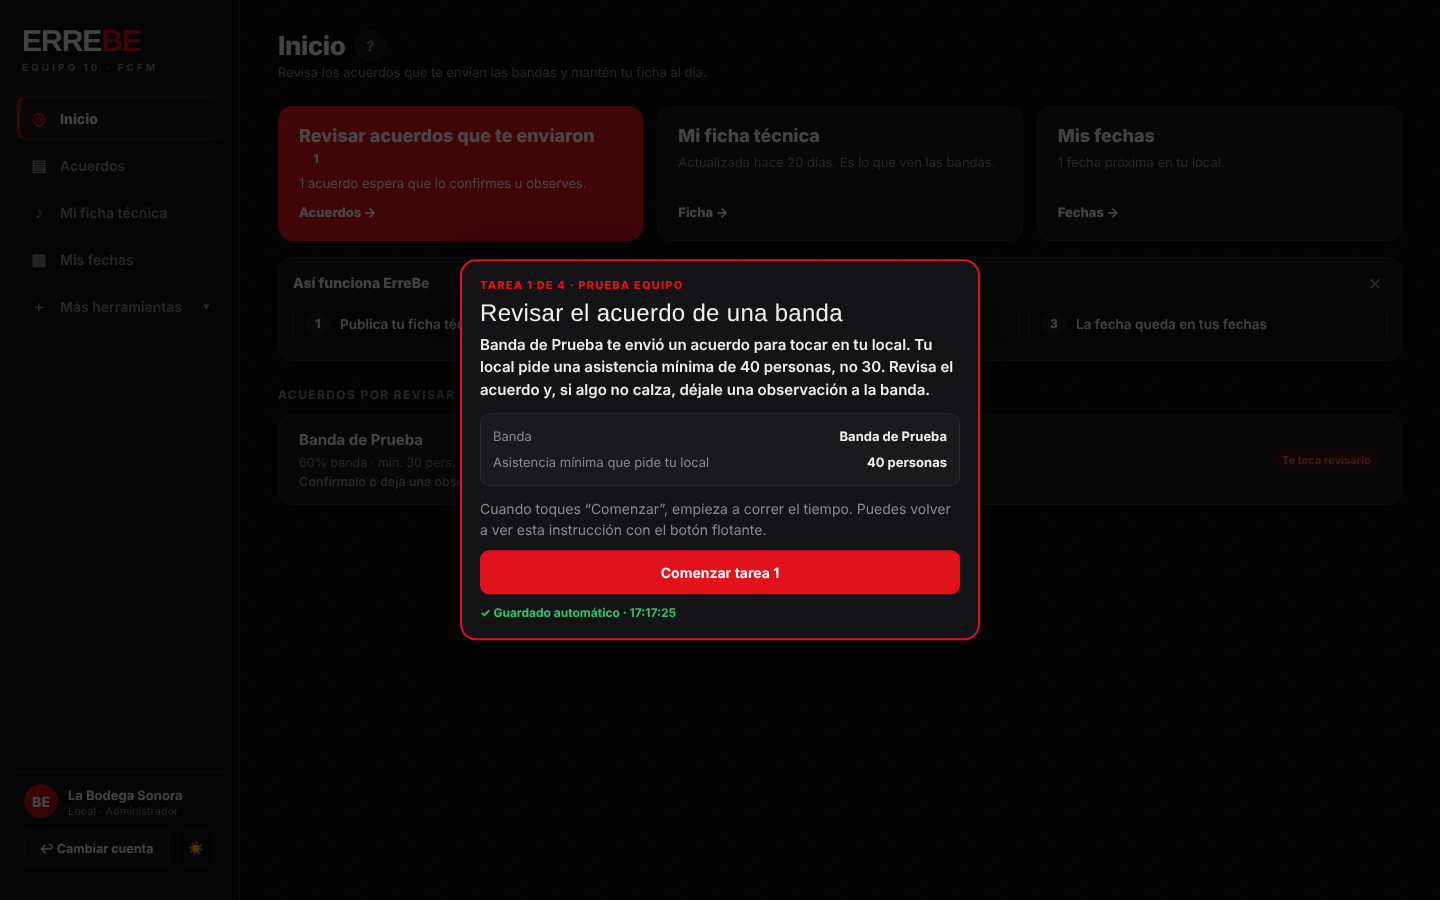 ERREBE
EQUIPO 10 · FCFM
Inicio
Acuerdos
Mi ficha técnica
Mis fechas
+ Más herramientas ▼
La Bodega Sonora
BE
Local · Administrador
↩ Cambiar cuenta
Inicio ?
Revisa los acuerdos que te envían las bandas y mantén tu ficha al día.
Revisar acuerdos que te enviaron
1
1 acuerdo espera que lo confirmes u observes.
Acuerdos →
Mi ficha técnica
Actualizada hace 20 días. Es lo que ven las bandas.
Ficha →
Mis fechas
1 fecha próxima en tu local.
Fechas →
Así funciona ErreBe
1 Publica tu ficha téc
3 La fecha queda en tus fechas
ACUERDOS POR REVISAR
Banda de Prueba
60% banda · mín. 30 pers.
Confírmalo o deja una obse
Te toca revisarlo
TAREA 1 DE 4 · PRUEBA EQUIPO
Revisar el acuerdo de una banda
Banda de Prueba te envió un acuerdo para tocar en tu local. Tu
local pide una asistencia mínima de 40 personas, no 30. Revisa el
acuerdo y, si algo no calza, déjale una observación a la banda.
Banda Banda de Prueba
Asistencia mínima que pide tu local 40 personas
Cuando toques “Comenzar”, empieza a correr el tiempo. Puedes volver
a ver esta instrucción con el botón flotante.
Comenzar tarea 1
✓ Guardado automático · 17:17:25